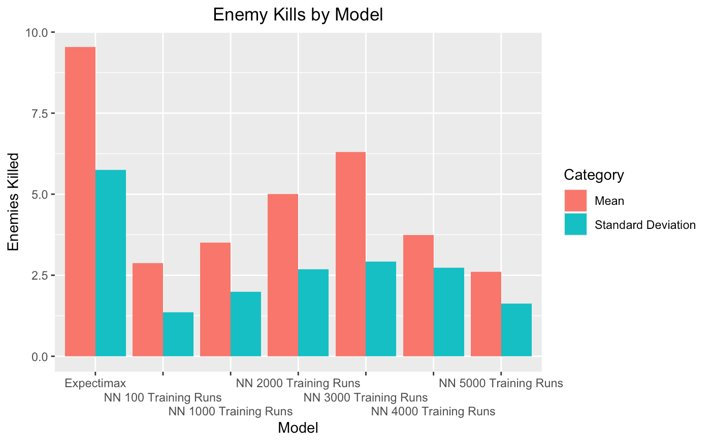 Enemy Kills by Model
Enemies Killed
10.0
7.5
5.0
2.5
0.0
Expectimax
NN 100 Training Runs
NN 1000 Training Runs
NN 2000 Training Runs
NN 3000 Training Runs
NN 4000 Training Runs
NN 5000 Training Runs
Model
Category
Mean
Standard Deviation